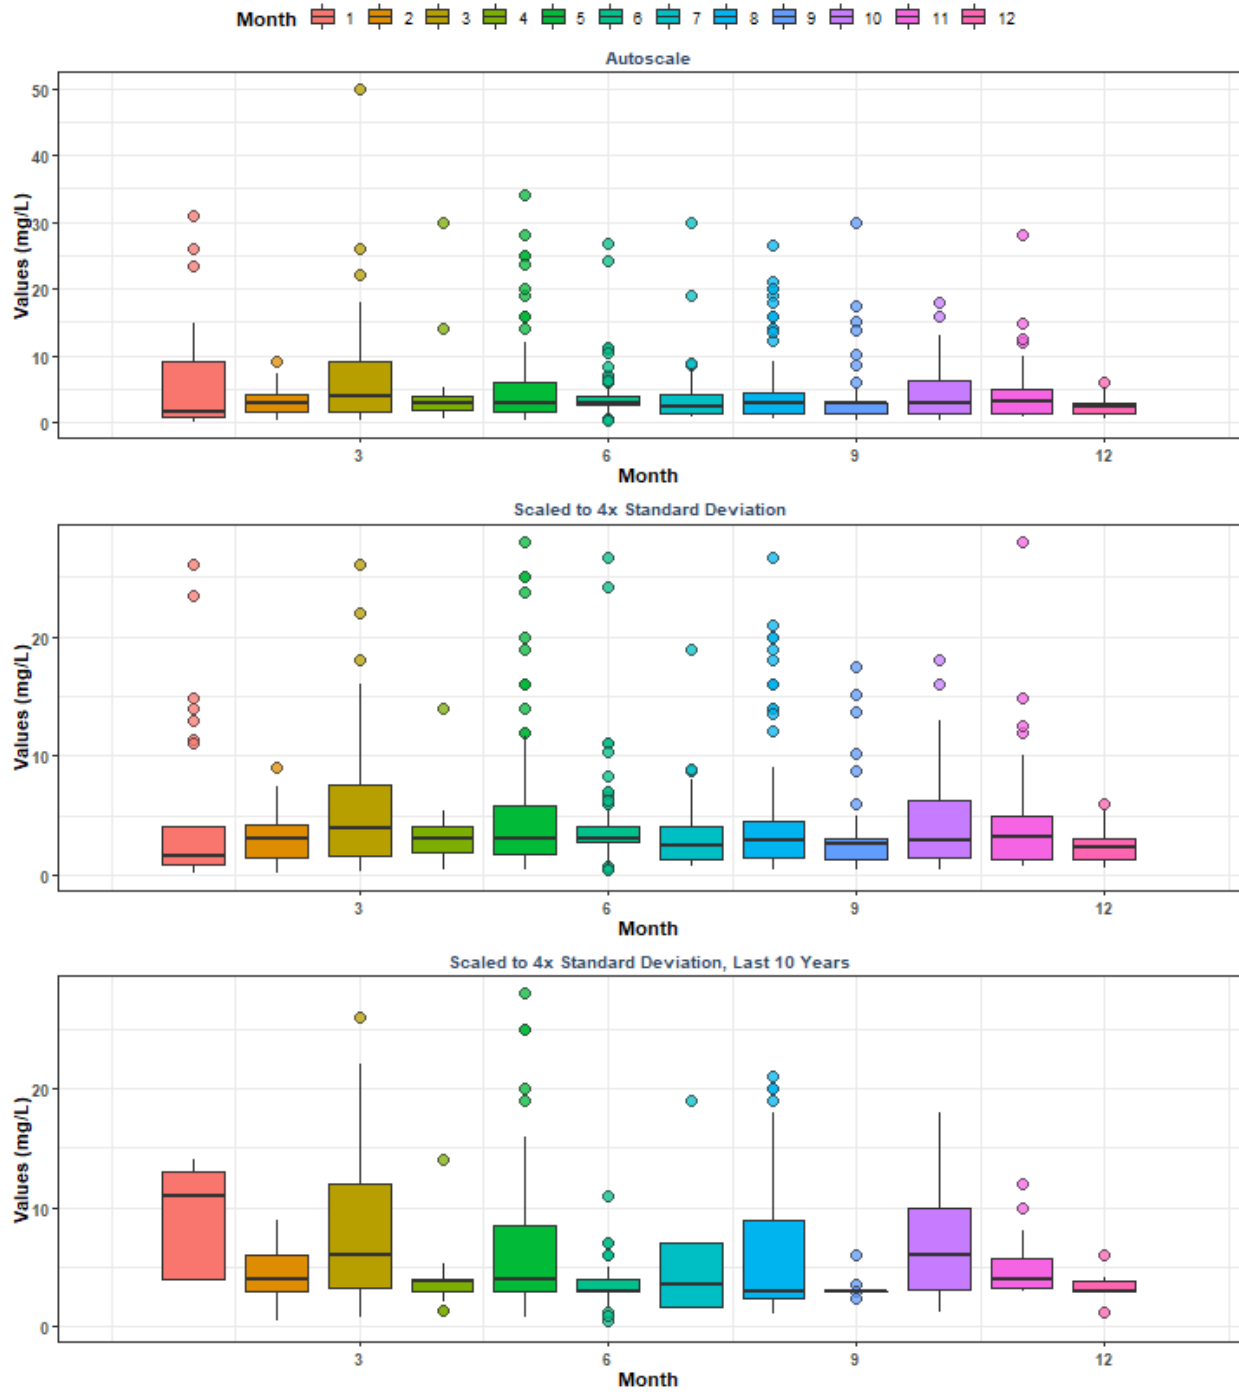 Month 1 2 3 4 5 6 7 8 9 10 11 12
Autoscale
Values (mg/L)
50
40
30
20
10
0
3 6 9 12
Month
Scaled to 4x Standard Deviation
Values (mg/L)
20
10
0
3 6 9 12
Month
Scaled to 4x Standard Deviation, Last 10 Years
Values (mg/L)
20
10
0
3 6 9 12
Month